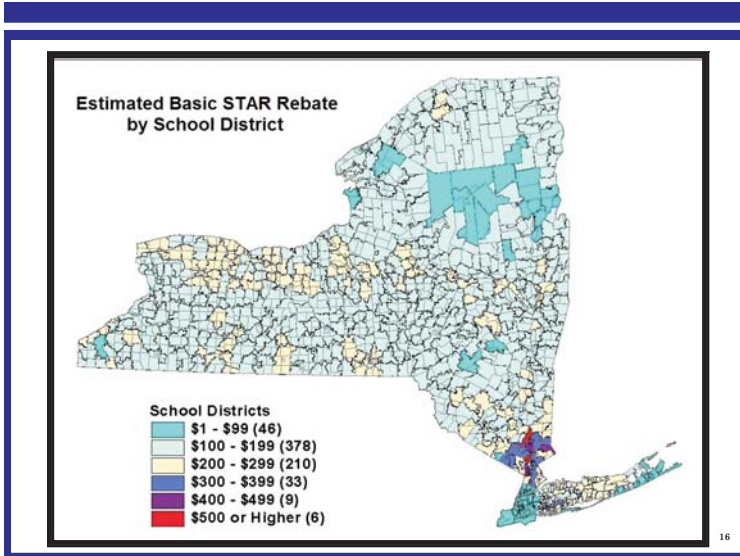 Estimated Basic STAR Rebate
by School District
School Districts
$1 - $99 (46)
$100 - $199 (378)
$200 - $299 (210)
$300 - $399 (33)
$400 - $499 (9)
$500 or Higher (6)
16